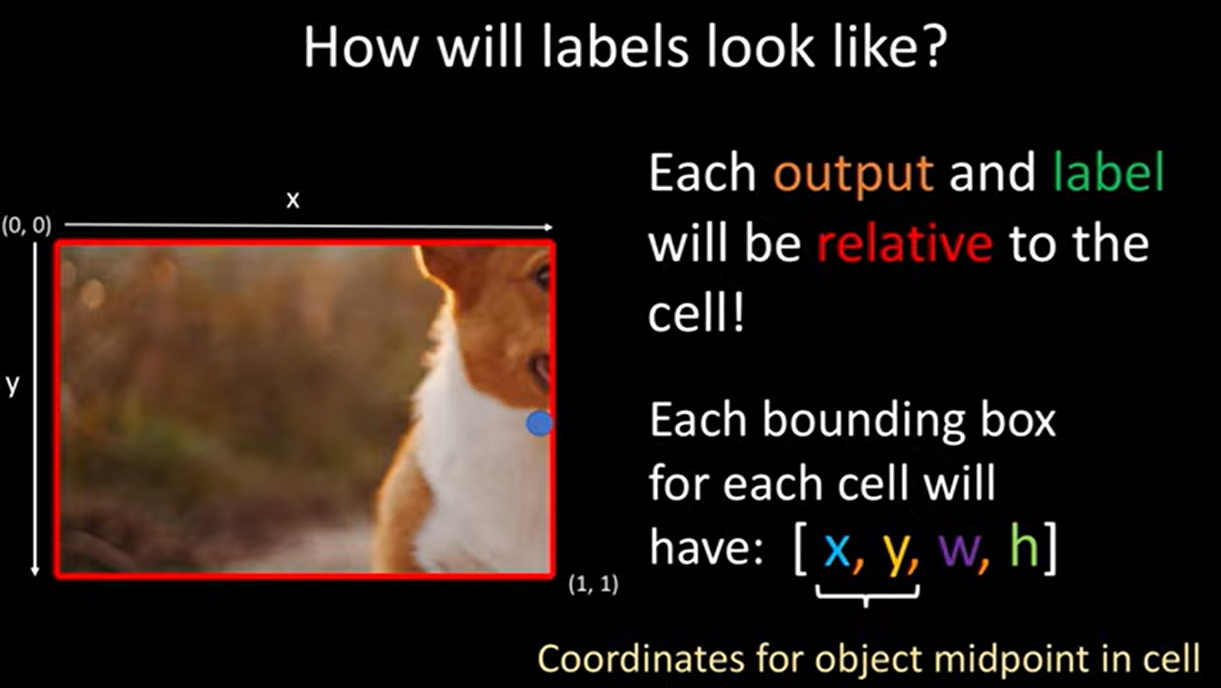 How will labels look like?
x
(0, 0)
y
(1, 1)
Each output and label
will be relative to the
cell!
Each bounding box
for each cell will
have: [x, y, w, h]
Coordinates for object midpoint in cell